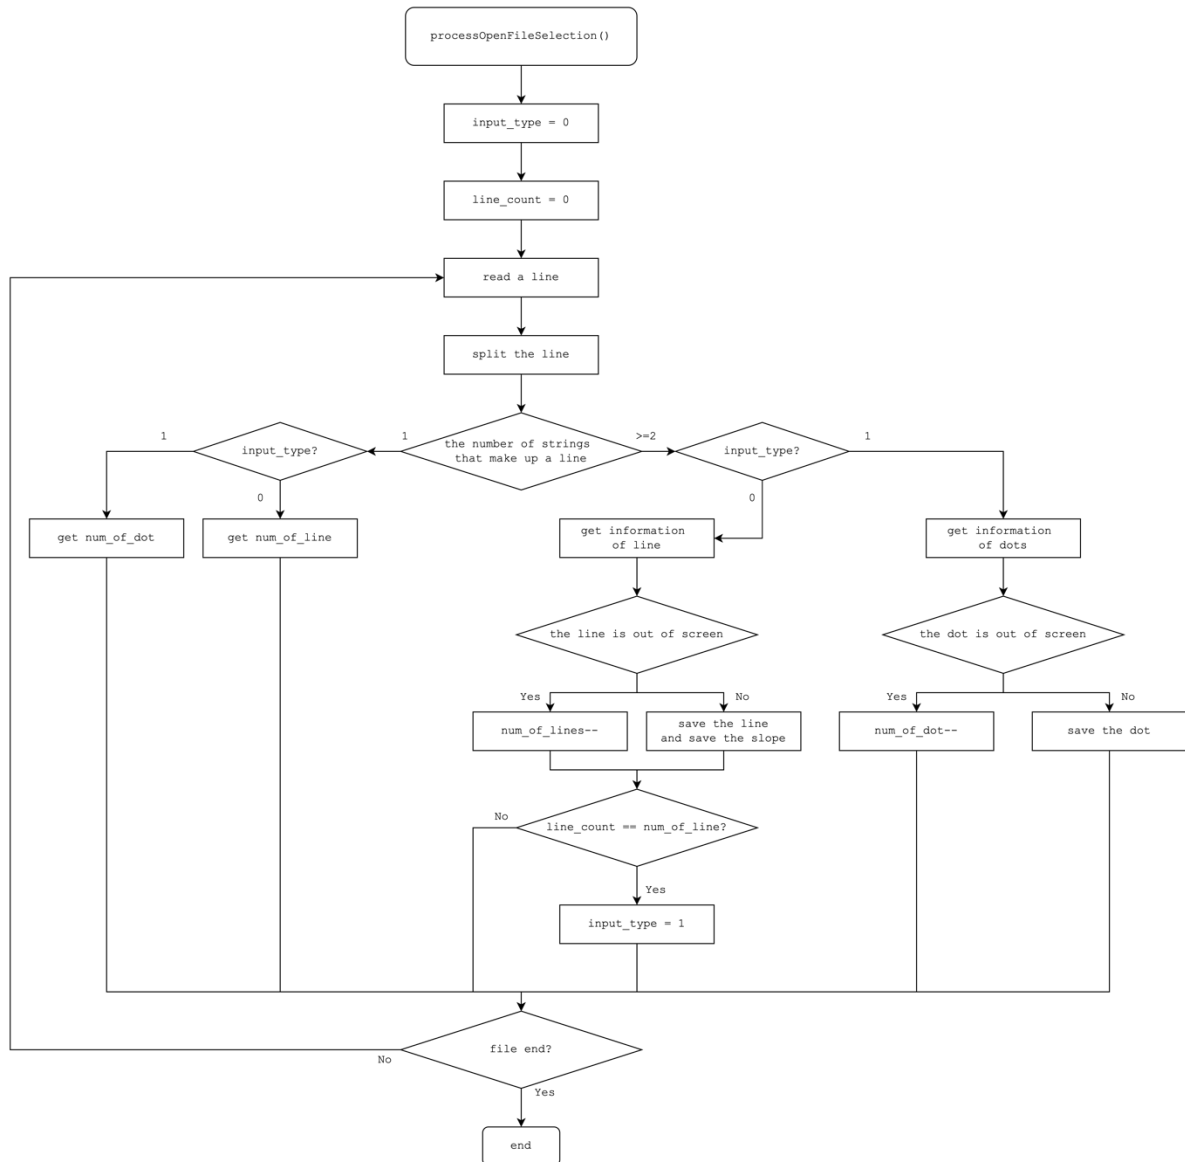 processOpenFileSelection()
input_type = 0
line_count = 0
read a line
split the line
1
input_type?
1
the number of strings
that make up a line
>=2
input_type?
1
0
0
get num_of_dot
get num_of_line
get information
of line
get information
of dots
the line is out of screen
the dot is out of screen
Yes
No
Yes
No
num_of_lines--
save the line
and save the slope
num_of_dot--
save the dot
No
line_count == num_of_line?
Yes
input_type = 1
file end?
No
Yes
end